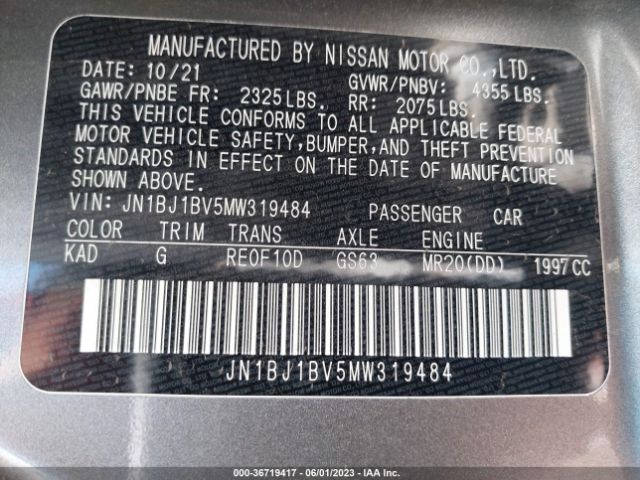 MANUFACTURED BY NISSAN MOTOR CO.,LTD.
DATE: 10/21 GVWR/PNBV: 4355 LBS.
GAWR/PNBE FR: 2325 LBS. RR: 2075 LBS.
THIS VEHICLE CONFORMS TO ALL APPLICABLE FEDERAL
MOTOR VEHICLE SAFETY,BUMPER,AND THEFT PREVENTION
STANDARDS IN EFFECT ON THE DATE OF MANUFACTURE
SHOWN ABOVE.
VIN: JN1BJ1BV5MW319484 PASSENGER CAR
COLOR TRIM TRANS AXLE ENGINE
KAD G RE0F10D GS63 MR20(DD) 1997CC
JN1BJ1BV5MW319484
000-36719417 - 06/01/2023 - IAA Inc.